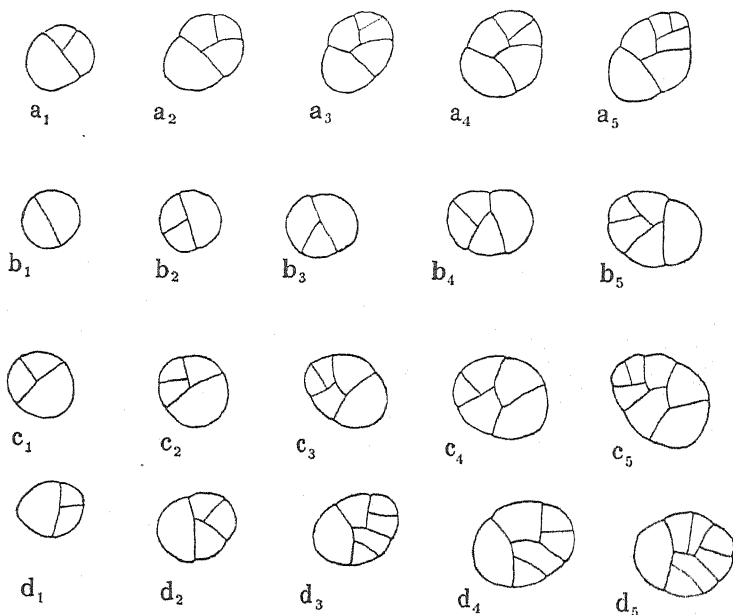 a₁ a₂ a₃ a₄ a₅
b₁ b₂ b₃ b₄ b₅
c₁ c₂ c₃ c₄ c₅
d₁ d₂ d₃ d₄ d₅